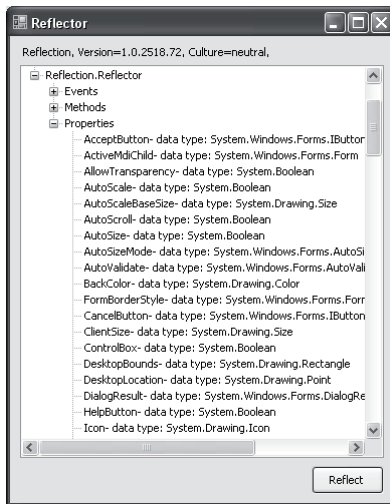 Reflector
Reflection, Version=1.0.2518.72, Culture=neutral,
Reflection.Reflector
Events
Methods
Properties
AcceptButton- data type: System.Windows.Forms.IButton
ActiveMdiChild- data type: System.Windows.Forms.Form
AllowTransparency- data type: System.Boolean
AutoScale- data type: System.Boolean
AutoScaleBaseSize- data type: System.Drawing.Size
AutoScroll- data type: System.Boolean
AutoSize- data type: System.Boolean
AutoSizeMode- data type: System.Windows.Forms.AutoSi
AutoValidate- data type: System.Windows.Forms.AutoVali
BackColor- data type: System.Drawing.Color
FormBorderStyle- data type: System.Windows.Forms.Forr
CancelButton- data type: System.Windows.Forms.IButton
ClientSize- data type: System.Drawing.Size
ControlBox- data type: System.Boolean
DesktopBounds- data type: System.Drawing.Rectangle
DesktopLocation- data type: System.Drawing.Point
DialogResult- data type: System.Windows.Forms.DialogRe
HelpButton- data type: System.Boolean
Icon- data type: System.Drawing.Icon
Reflect